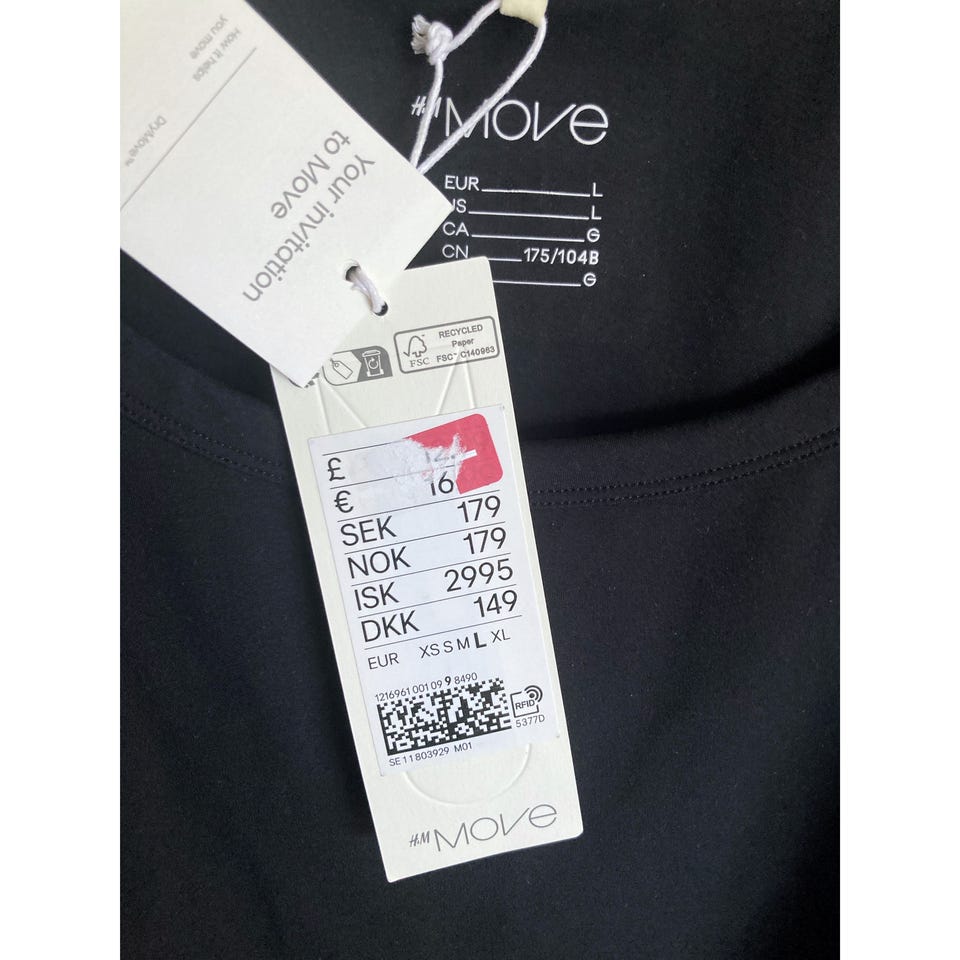 How it helps
you move
DryMove™
Your invitation
to Move
H&M MOVE
EUR L
US L
CA G
CN 175/104B
G
FSC
RECYCLED
Paper
FSC® C140963
£
€ 16
SEK 179
NOK 179
ISK 2995
DKK 149
EUR XS S M L XL
1216961 001 09 9 8490
RFID
5377D
SE 11 803929 M01
H&M MOVE